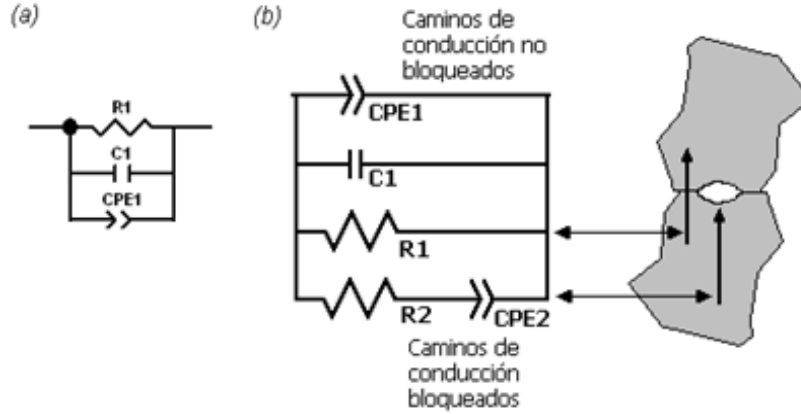 (a)
R1
C1
CPE1
(b)
Caminos de
conducción no
bloqueados
CPE1
C1
R1
R2
CPE2
Caminos de
conducción
bloqueados